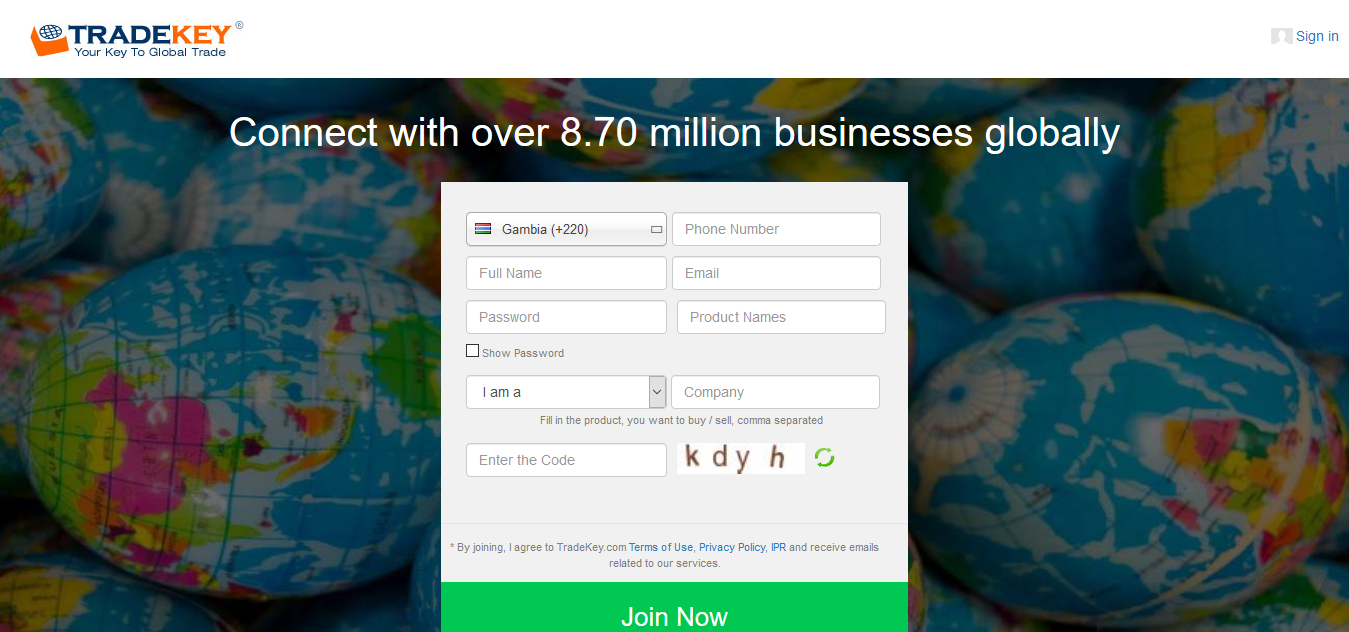 TRADEKEY®
Your Key To Global Trade
Sign in
Connect with over 8.70 million businesses globally
Gambia (+220)
Phone Number
Full Name
Email
Password
Product Names
Show Password
I am a
Company
Fill in the product, you want to buy / sell, comma separated
Enter the Code
k d y h
* By joining, I agree to TradeKey.com Terms of Use, Privacy Policy, IPR and receive emails
related to our services.
Join Now